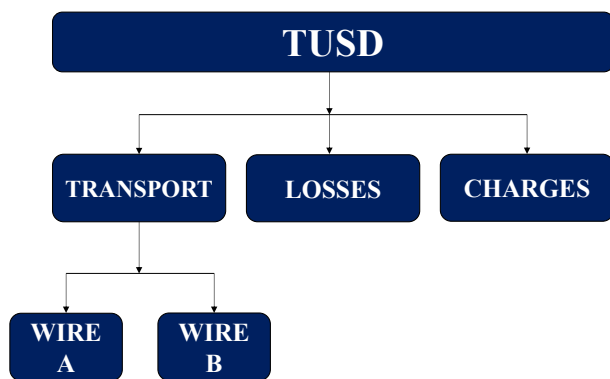 TUSD
TRANSPORT
LOSSES
CHARGES
WIRE
A
WIRE
B